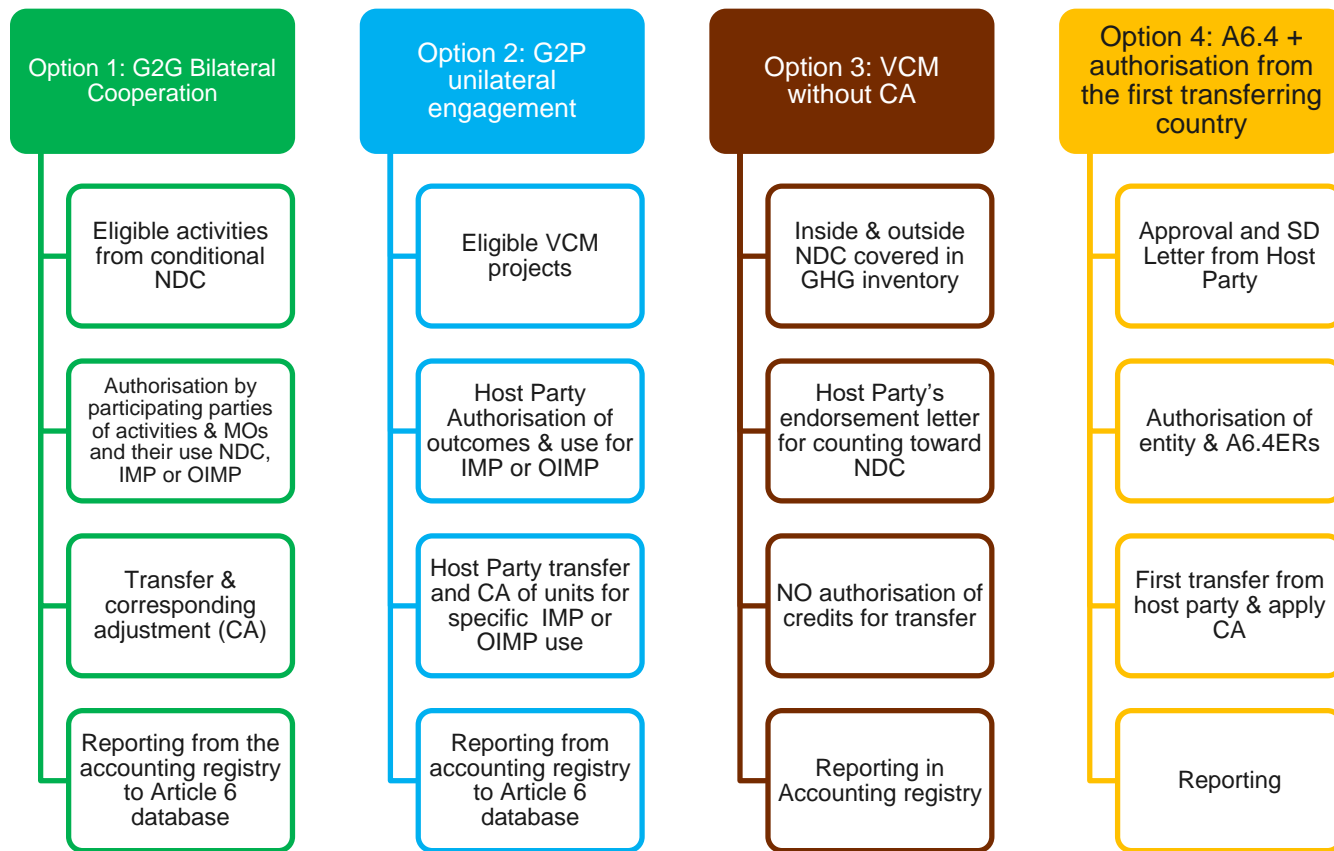 Option 1: G2G Bilateral
Cooperation
Eligible activities
from conditional
NDC
Authorisation by
participating parties
of activities & MOs
and their use NDC,
IMP or OIMP
Transfer &
corresponding
adjustment (CA)
Reporting from the
accounting registry
to Article 6
database
Option 2: G2P
unilateral
engagement
Eligible VCM
projects
Host Party
Authorisation of
outcomes & use for
IMP or OIMP
Host Party transfer
and CA of units for
specific IMP or
OIMP use
Reporting from
accounting registry
to Article 6
database
Option 3: VCM
without CA
Inside & outside
NDC covered in
GHG inventory
Host Party’s
endorsement letter
for counting toward
NDC
NO authorisation of
credits for transfer
Reporting in
Accounting registry
Option 4: A6.4 +
authorisation from
the first transferring
country
Approval and SD
Letter from Host
Party
Authorisation of
entity & A6.4ERs
First transfer from
host party & apply
CA
Reporting